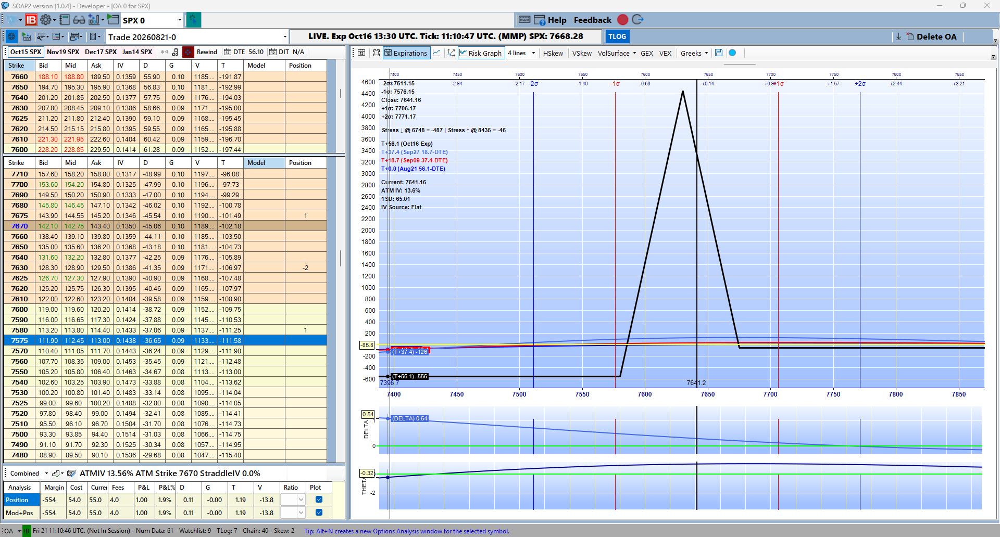 SOAP2 version [1.0.4] - Developer - [OA 0 for SPX]
IB SPX 0 Help Feedback
Trade 20260821-0 LIVE. Exp Oct16 13:30 UTC. Tick: 11:10:47 UTC. (MMP) SPX: 7668.28 TLOG Delete OA
Oct15 SPX Nov19 SPX Dec17 SPX Jan14 SPX Rewind DTE 56.10 DIT N/A
Strike Bid Mid Ask IV D G V T Model Position
7660 188.10 188.80 189.50 0.1359 55.90 0.10 1185.... -191.87
7650 194.70 195.30 195.90 0.1368 56.83 0.10 1181.... -192.99
7640 201.20 201.85 202.50 0.1377 57.75 0.09 1176.... -194.03
7630 207.80 208.45 209.10 0.1386 58.66 0.09 1171.... -195.00
7625 211.20 211.80 212.40 0.1390 59.10 0.09 1168.... -195.45
7620 214.50 215.15 215.80 0.1395 59.55 0.09 1165.... -195.88
7610 221.30 221.95 222.60 0.1404 60.42 0.09 1159.... -196.70
7600 228.20 228.85 229.50 0.1414 61.28 0.09 1152.... -197.44
Strike Bid Mid Ask IV D G V T Model Position
7710 157.60 158.20 158.80 0.1317 -48.99 0.10 1197.... -96.08
7700 153.60 154.20 154.80 0.1325 -47.99 0.10 1196.... -97.73
7690 149.50 150.20 150.90 0.1333 -47.00 0.10 1194.... -99.29
7680 145.80 146.45 147.10 0.1342 -46.02 0.10 1192.... -100.78
7675 143.90 144.55 145.20 0.1346 -45.54 0.10 1190.... -101.49 1
7670 142.10 142.75 143.40 0.1350 -45.06 0.10 1189.... -102.18
7660 138.40 139.10 139.80 0.1359 -44.11 0.10 1185.... -103.50
7650 135.00 135.60 136.20 0.1368 -43.18 0.10 1181.... -104.73
7640 131.60 132.20 132.80 0.1377 -42.25 0.09 1176.... -105.89
7630 128.30 128.90 129.50 0.1386 -41.35 0.09 1171.... -106.97 -2
7625 126.70 127.30 127.90 0.1390 -40.90 0.09 1168.... -107.48
7620 125.20 125.75 126.30 0.1395 -40.46 0.09 1165.... -107.97
7610 122.00 122.60 123.20 0.1404 -39.58 0.09 1159.... -108.90
7600 119.00 119.60 120.20 0.1414 -38.72 0.09 1152.... -109.75
7590 116.00 116.65 117.30 0.1424 -37.88 0.09 1145.... -110.53
7580 113.20 113.80 114.40 0.1433 -37.06 0.09 1137.... -111.25 1
7575 111.90 112.45 113.00 0.1438 -36.65 0.09 1133.... -111.58
7570 110.40 111.05 111.70 0.1443 -36.24 0.09 1129.... -111.90
7560 107.70 108.35 109.00 0.1453 -35.45 0.09 1121.... -112.48
7550 105.20 105.80 106.40 0.1463 -34.67 0.08 1113.... -113.00
7540 102.60 103.25 103.90 0.1473 -33.88 0.08 1104.... -113.62
7530 100.20 100.80 101.40 0.1483 -33.14 0.08 1095.... -114.04
7525 99.00 99.60 100.20 0.1488 -32.80 0.08 1090.... -114.05
7520 97.80 98.40 99.00 0.1494 -32.41 0.08 1085.... -114.41
7510 95.50 96.10 96.70 0.1504 -31.70 0.08 1076.... -114.73
7500 93.30 93.85 94.40 0.1514 -31.03 0.08 1066.... -114.75
7490 91.10 91.70 92.30 0.1525 -30.34 0.08 1057.... -114.95
7480 88.90 89.50 90.10 0.1536 -29.68 0.08 1047.... -115.40
Combined ATMIV 13.56% ATM Strike 7670 StraddleIV 0.0%
Analysis Margin Cost Currer Fees P&L P&L% D G T V Ratio Plot
Position -554 54.0 55.0 4.0 1.00 1.9% 0.11 -0.00 1.19 -13.8
Mod+Pos -554 54.0 55.0 4.0 1.00 1.9% 0.11 -0.00 1.19 -13.8
Expirations Risk Graph 4 lines HSkew VSkew VolSurface GEX VEX Greeks
7400 7450 7500 7550 7600 7650 7700 7750 7800 7850
-2.94 -2.17 -2σ -1.40 -1σ -0.63 +0.14 +0.94 +1σ +1.67 +2σ +2.44 +3.21
-2σ: 7511.15
-1σ: 7576.15
Close: 7641.16
+1σ: 7706.17
+2σ: 7771.17
Stress ↓ @ 6748 = -487 | Stress ↑ @ 8435 = -46
T+56.1 (Oct16 Exp)
T+37.4 (Sep27 18.7-DTE)
T+18.7 (Sep09 37.4-DTE)
T+0.0 (Aug21 56.1-DTE)
Current: 7641.16
ATM IV: 13.6%
1SD: 65.01
IV Source: Flat
4600
4400
4200
4000
3800
3600
3400
3200
3000
2800
2600
2400
2200
2000
1800
1600
1400
1200
1000
800
600
400
200
-85.8
-200
-400
-600
(T+37.4) -126
(T+56.1) -556
7396.7 7641.2
7400 7450 7500 7550 7600 7650 7700 7750 7800 7850
0.54 (DELTA) 0.54
1
DELTA
0
-0.32
THETA
-2
OA IB Fri 21 11:10:46 UTC. (Not In Session) - Num Data: 61 - Watchlist: 9 - TLog: 7 - Chain: 40 - Skew: 2 Tip: Alt+N creates a new Options Analysis window for the selected symbol.